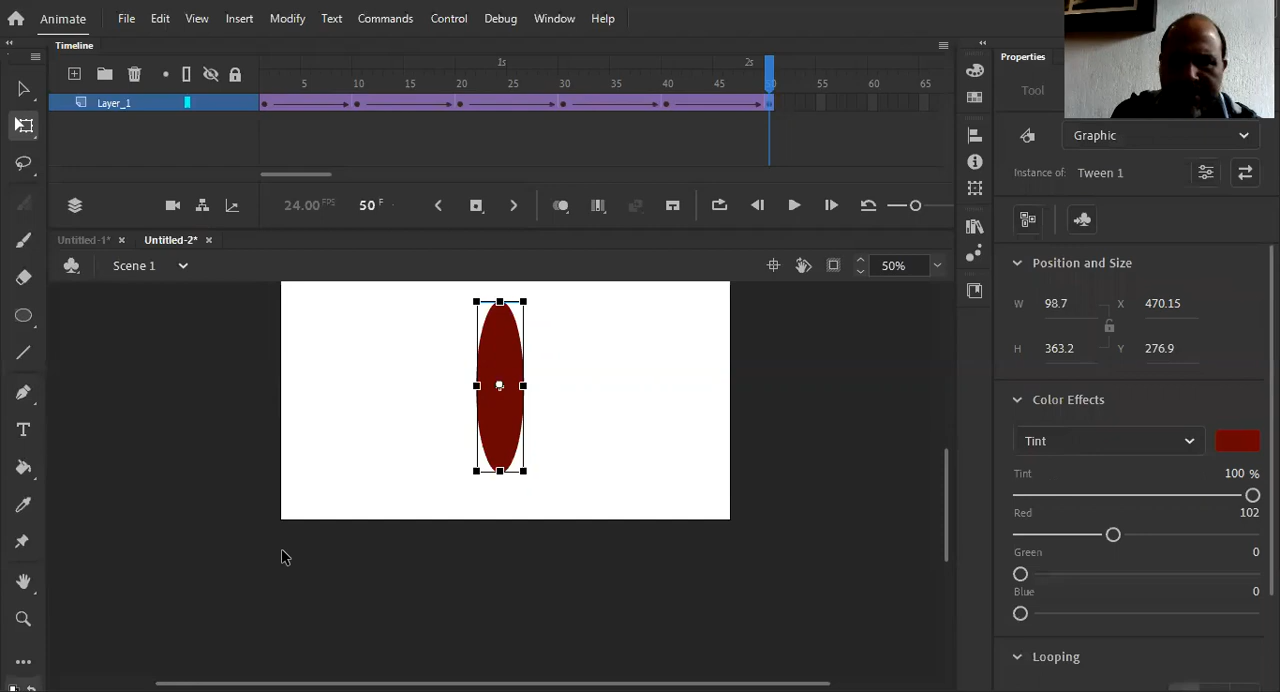 Animate File Edit View Insert Modify Text Commands Control Debug Window Help
Timeline
Properties
1s 2s
5 10 15 20 25 30 35 40 45 55 60 65
Tool
Layer_1
Graphic
Instance of: Tween 1
24.00 FPS 50 F
Untitled-1* × Untitled-2* ×
Scene 1 50%
Position and Size
W 98.7 X 470.15
H 363.2 Y 276.9
Color Effects
Tint
Tint 100 %
Red 102
Green 0
Blue 0
Looping